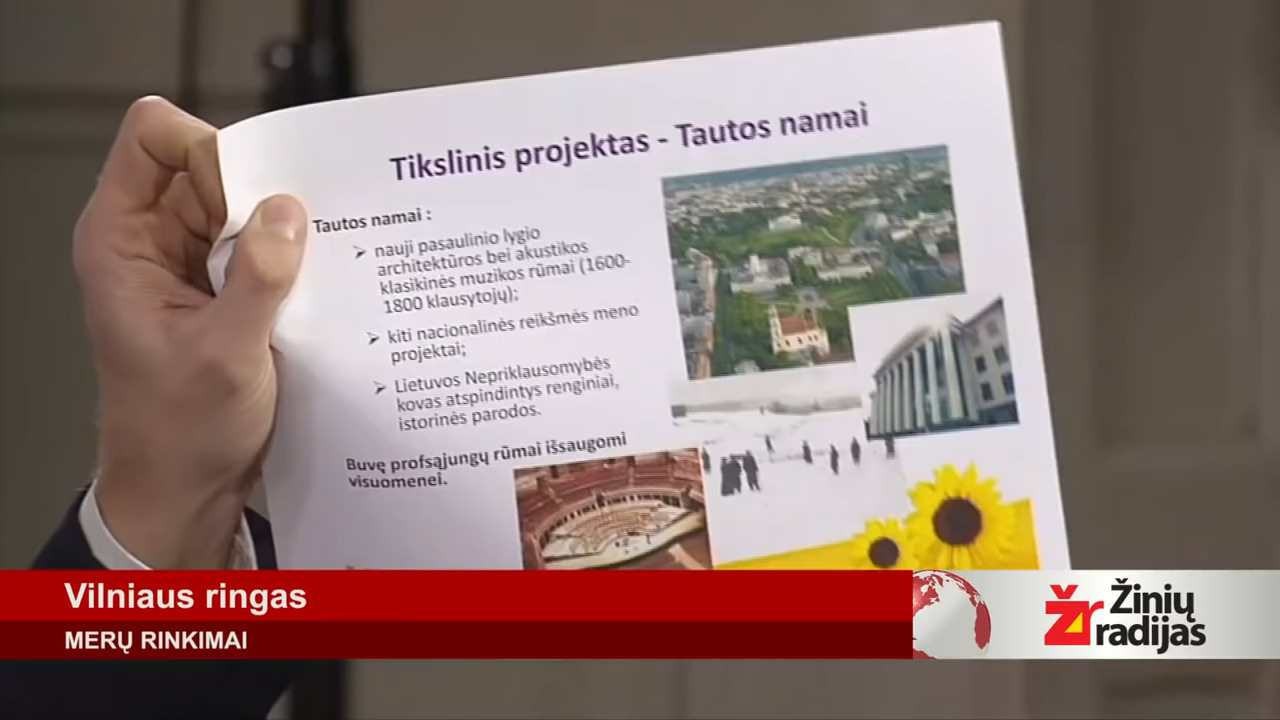 Tikslinis projektas - Tautos namai
Tautos namai :
nauji pasaulinio lygio
architektūros bei akustikos
klasikinės muzikos rūmai (1600-
1800 klausytojų);
kiti nacionalinės reikšmės meno
projektai;
Lietuvos Nepriklausomybės
kovas atspindintys renginiai,
istorinės parodos.
Buvę profsąjungų rūmai išsaugomi
visuomenei.
Vilniaus ringas
MERŲ RINKIMAI
Žr Žinių
radijas